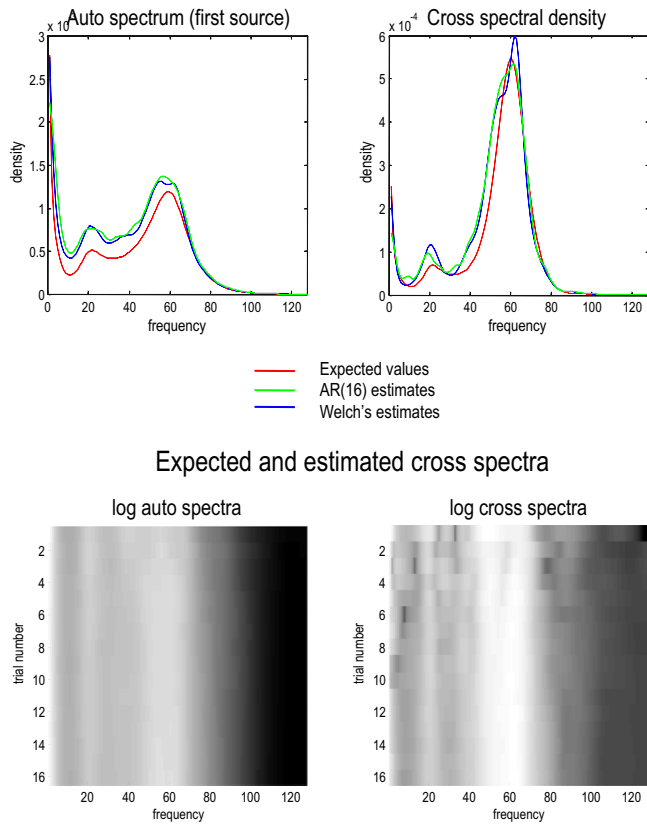 Auto spectrum (first source)
x 10
3
2.5
2
1.5
1
0.5
0
density
0 20 40 60 80 100 120
frequency
Cross spectral density
x 10-4
6
5
4
3
2
1
0
density
0 20 40 60 80 100 120
frequency
Expected values
AR(16) estimates
Welch's estimates
Expected and estimated cross spectra
log auto spectra
2
4
6
8
10
12
14
16
trial number
20 40 60 80 100 120
frequency
log cross spectra
2
4
6
8
10
12
14
16
trial number
20 40 60 80 100 120
frequency